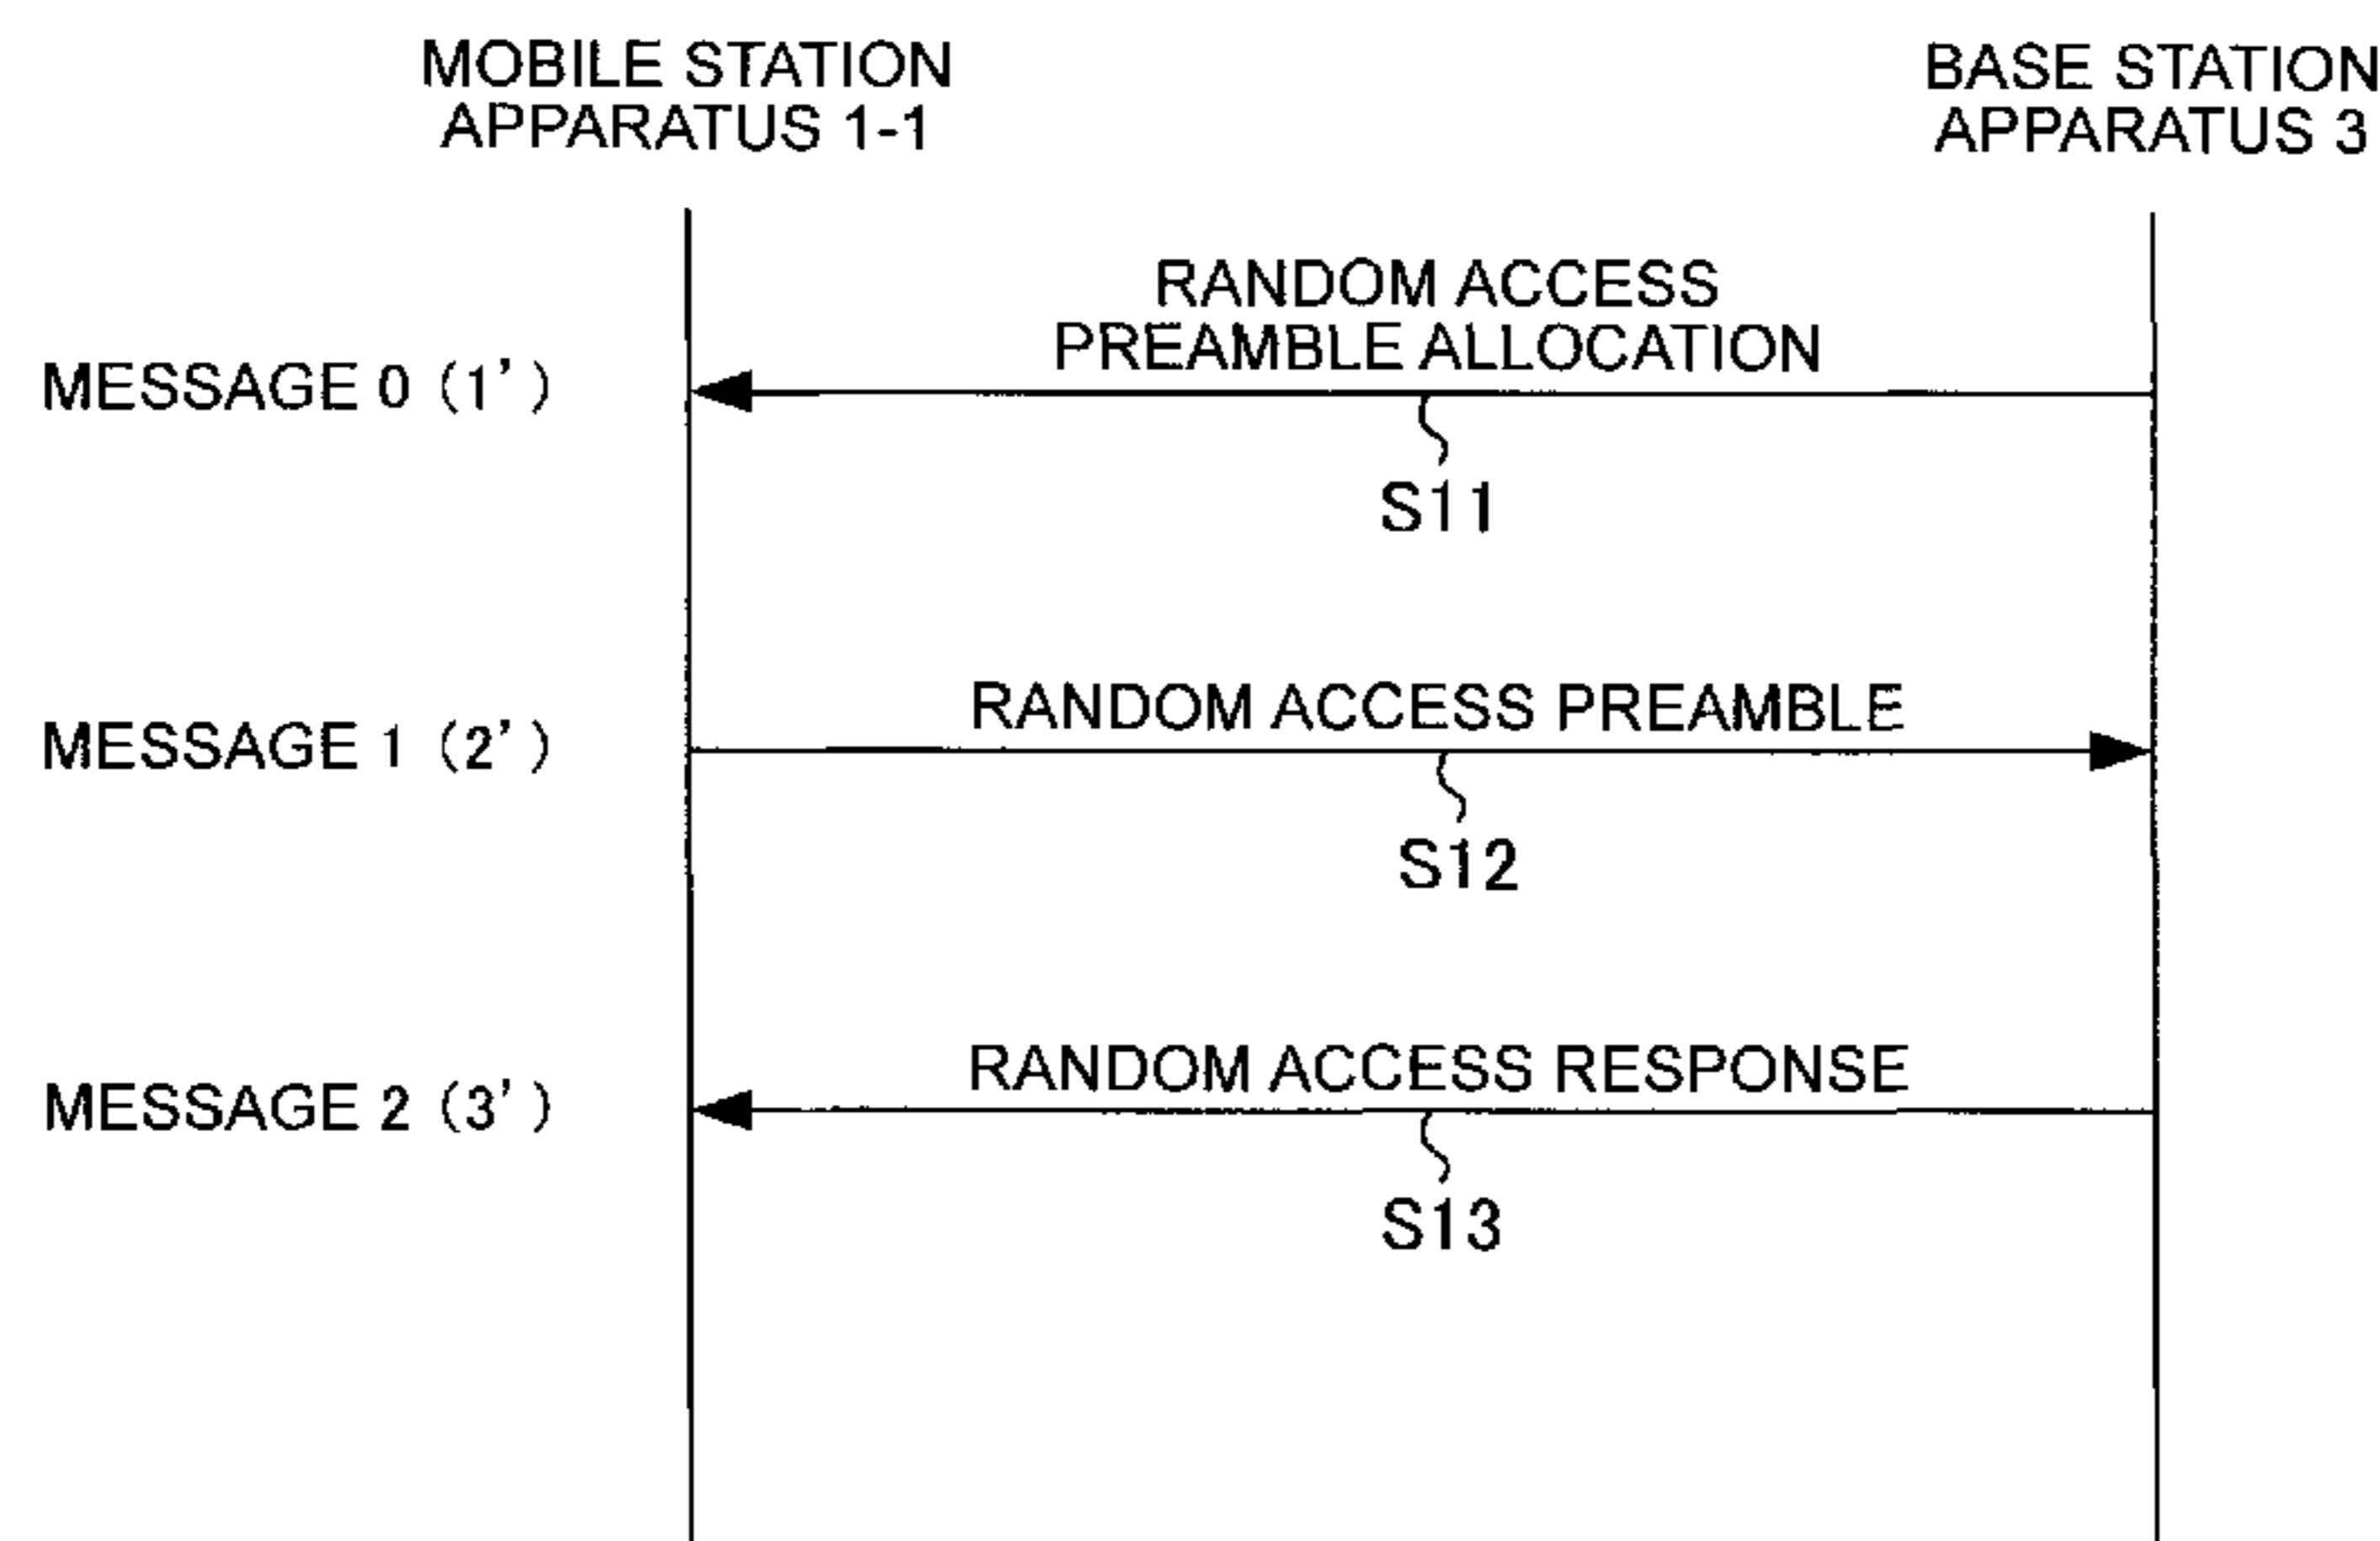 MOBILE STATION
APPARATUS 1-1
BASE STATION
APPARATUS 3
RANDOM ACCESS
PREAMBLE ALLOCATION
MESSAGE 0 (1')
S11
RANDOM ACCESS PREAMBLE
MESSAGE 1 (2')
S12
RANDOM ACCESS RESPONSE
MESSAGE 2 (3')
S13